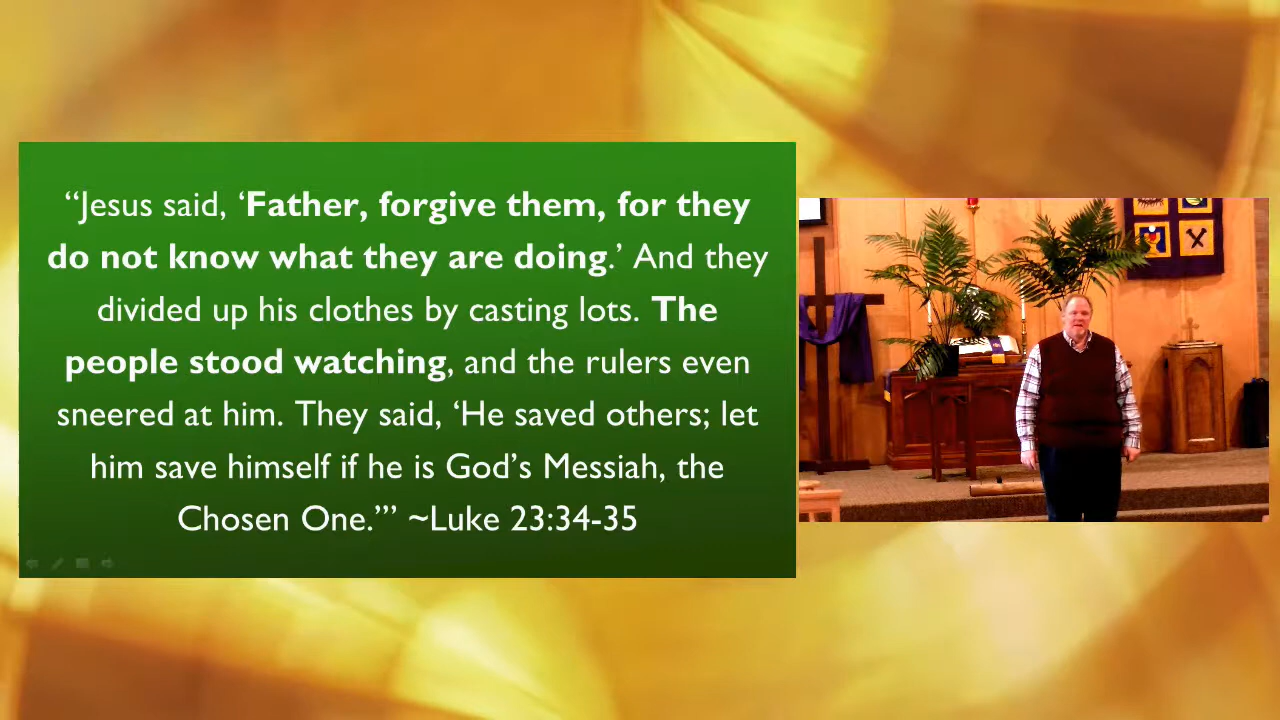 “Jesus said, ‘Father, forgive them, for they
do not know what they are doing.’ And they
divided up his clothes by casting lots. The
people stood watching, and the rulers even
sneered at him. They said, ‘He saved others; let
him save himself if he is God’s Messiah, the
Chosen One.’” ~Luke 23:34-35